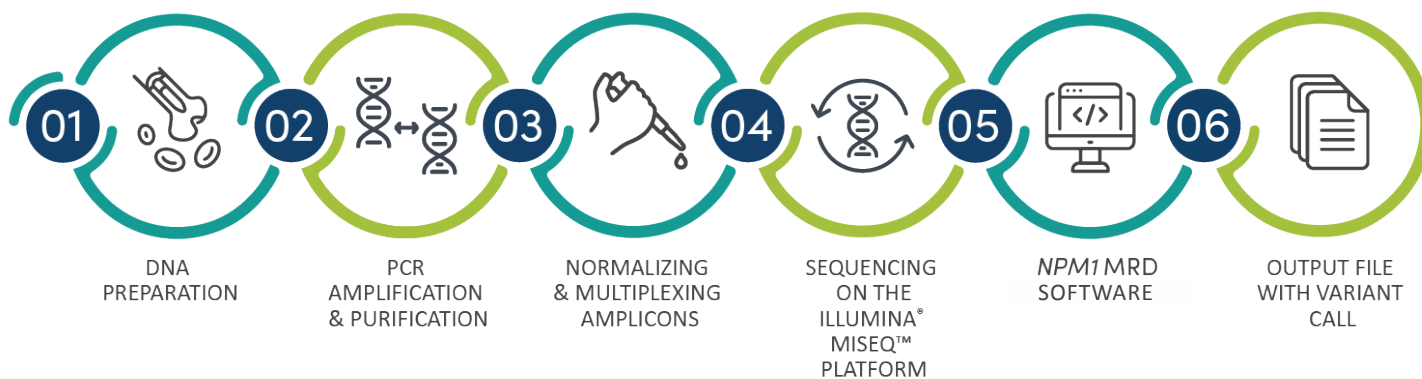 01
DNA
PREPARATION
02
PCR
AMPLIFICATION
& PURIFICATION
03
NORMALIZING
& MULTIPLEXING
AMPLICONS
04
SEQUENCING
ON THE
ILLUMINA®
MISEQ™
PLATFORM
05
</>
NPM1 MRD
SOFTWARE
06
OUTPUT FILE
WITH VARIANT
CALL